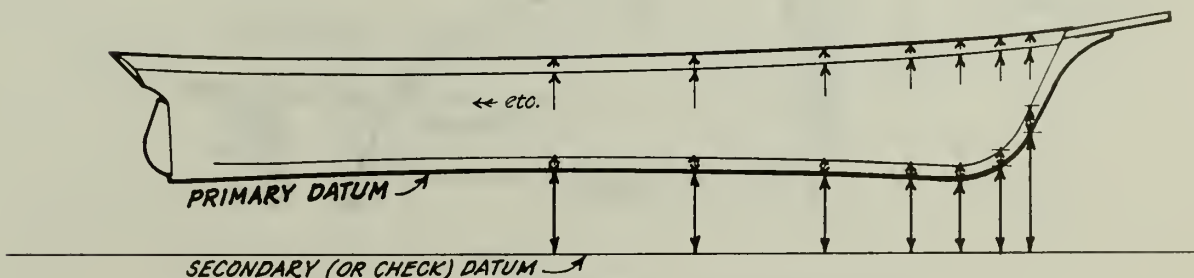 ← etc.
PRIMARY DATUM
SECONDARY (OR CHECK) DATUM